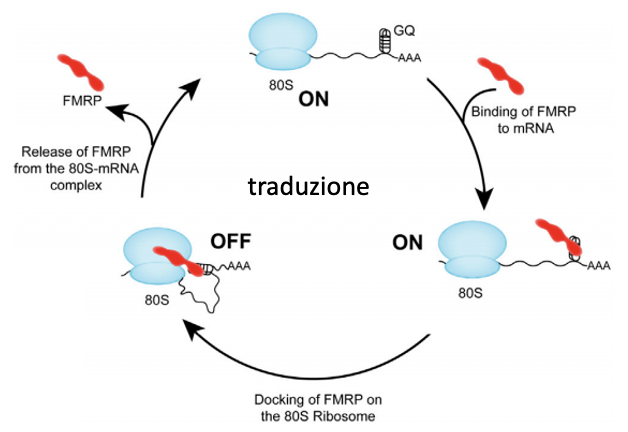 GQ
AAA
80S
ON
FMRP
Binding of FMRP
to mRNA
Release of FMRP
from the 80S-mRNA
complex
traduzione
OFF
AAA
80S
ON
AAA
80S
Docking of FMRP on
the 80S Ribosome